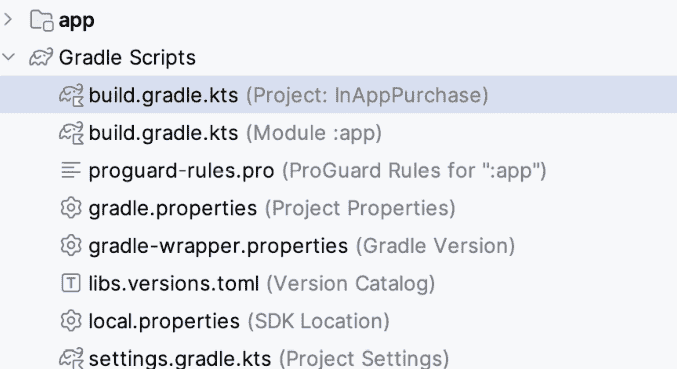 app
Gradle Scripts
build.gradle.kts (Project: InAppPurchase)
build.gradle.kts (Module :app)
proguard-rules.pro (ProGuard Rules for ":app")
gradle.properties (Project Properties)
gradle-wrapper.properties (Gradle Version)
libs.versions.toml (Version Catalog)
local.properties (SDK Location)
settings.gradle.kts (Project Settings)